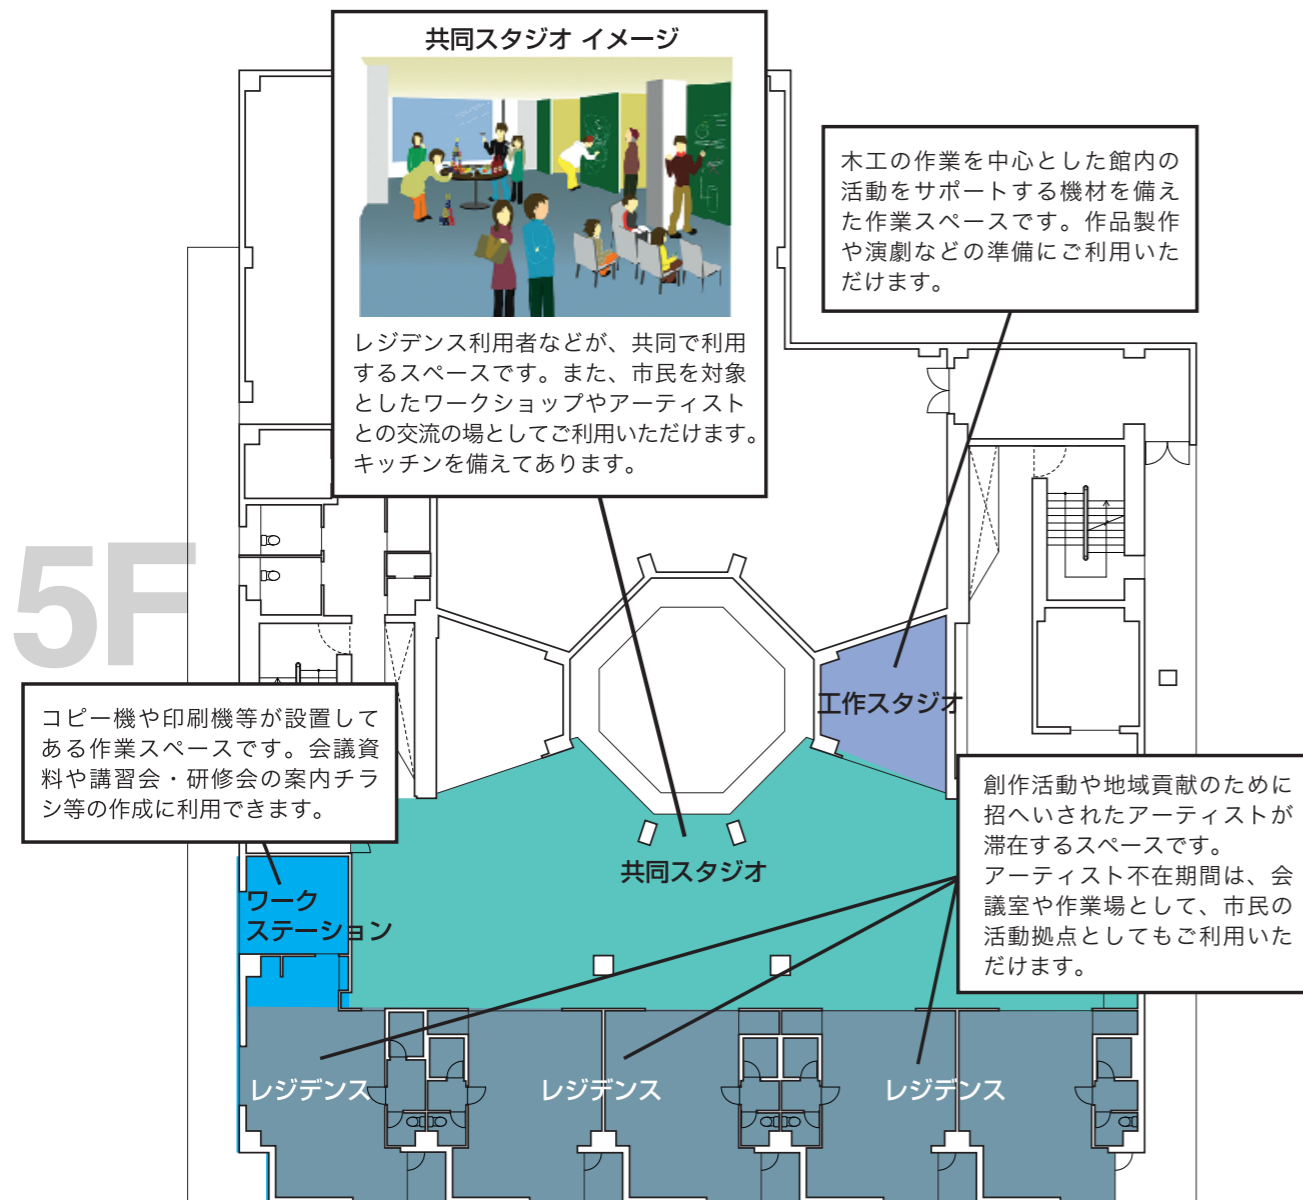 共同スタジオ イメージ
レジデンス利用者などが、共同で利用
するスペースです。また、市民を対象
としたワークショップやアーティスト
との交流の場としてご利用いただけます。
キッチンを備えてあります。
木工の作業を中心とした館内の
活動をサポートする機材を備え
た作業スペースです。作品製作
や演劇などの準備にご利用いた
だけます。
5F
工作スタジオ
コピー機や印刷機等が設置して
ある作業スペースです。会議資
料や講習会・研修会の案内チラ
シ等の作成に利用できます。
創作活動や地域貢献のために
招へいされたアーティストが
滞在するスペースです。
アーティスト不在期間は、会
議室や作業場として、市民の
活動拠点としてもご利用いた
だけます。
共同スタジオ
ワーク
ステーション
レジデンス
レジデンス
レジデンス